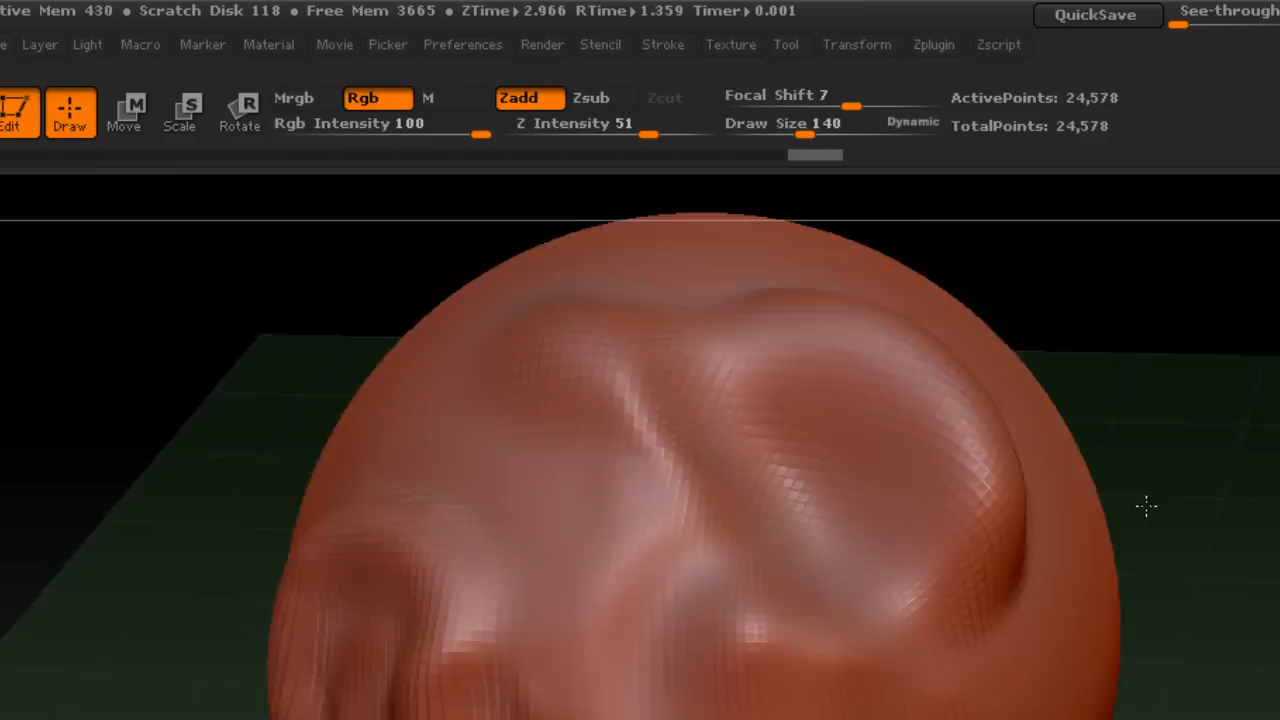 tive Mem 430 ● Scratch Disk 118 ● Free Mem 3665 ● ZTime▸2.966 RTime▸1.359 Timer▸0.001 QuickSave See-through
e Layer Light Macro Marker Material Movie Picker Preferences Render Stencil Stroke Texture Tool Transform Zplugin Zscript
Edit Draw M Move S Scale R Rotate
Mrgb Rgb M Zadd Zsub Zcut Focal Shift 7 ActivePoints: 24,578
Rgb Intensity 100 Z Intensity 51 Draw Size 140 Dynamic TotalPoints: 24,578